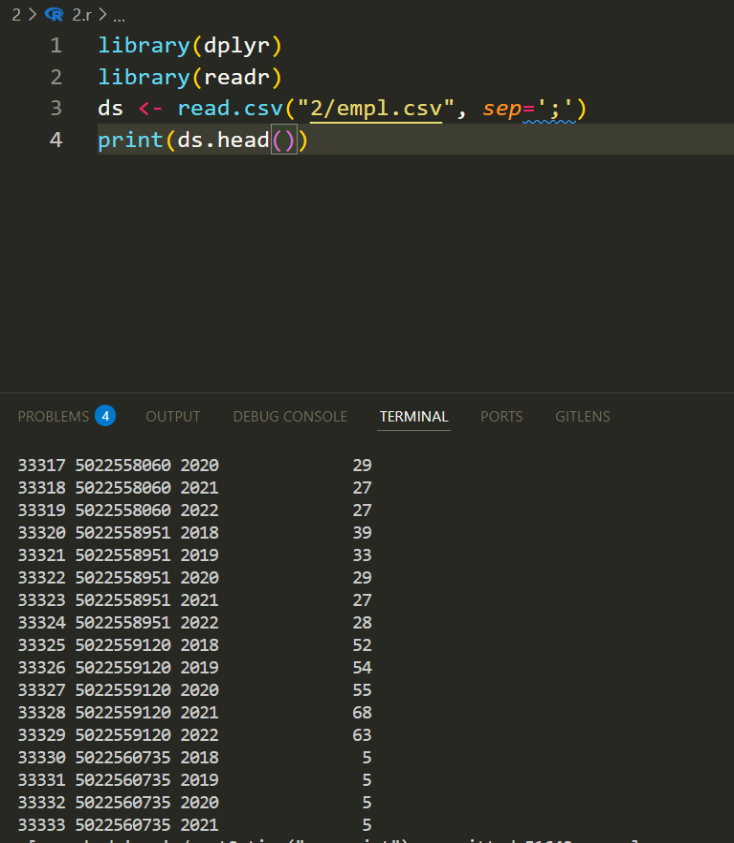 2 > R 2.r > ...
1 library(dplyr)
2 library(readr)
3 ds <- read.csv("2/empl.csv", sep=';')
4 print(ds.head())
PROBLEMS 4 OUTPUT DEBUG CONSOLE TERMINAL PORTS GITLENS
33317 5022558060 2020 29
33318 5022558060 2021 27
33319 5022558060 2022 27
33320 5022558951 2018 39
33321 5022558951 2019 33
33322 5022558951 2020 29
33323 5022558951 2021 27
33324 5022558951 2022 28
33325 5022559120 2018 52
33326 5022559120 2019 54
33327 5022559120 2020 55
33328 5022559120 2021 68
33329 5022559120 2022 63
33330 5022560735 2018 5
33331 5022560735 2019 5
33332 5022560735 2020 5
33333 5022560735 2021 5